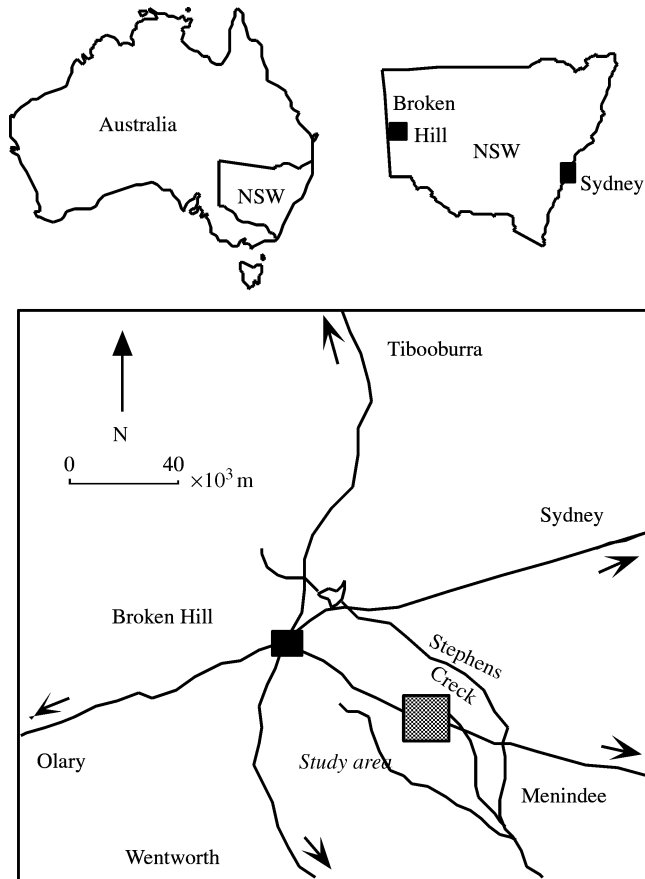 Australia
NSW
Broken
Hill
NSW
Sydney
Tibooburra
N
0 40
×10³ m
Sydney
Broken Hill
Stephens
Creck
Study area
Olary
Menindee
Wentworth